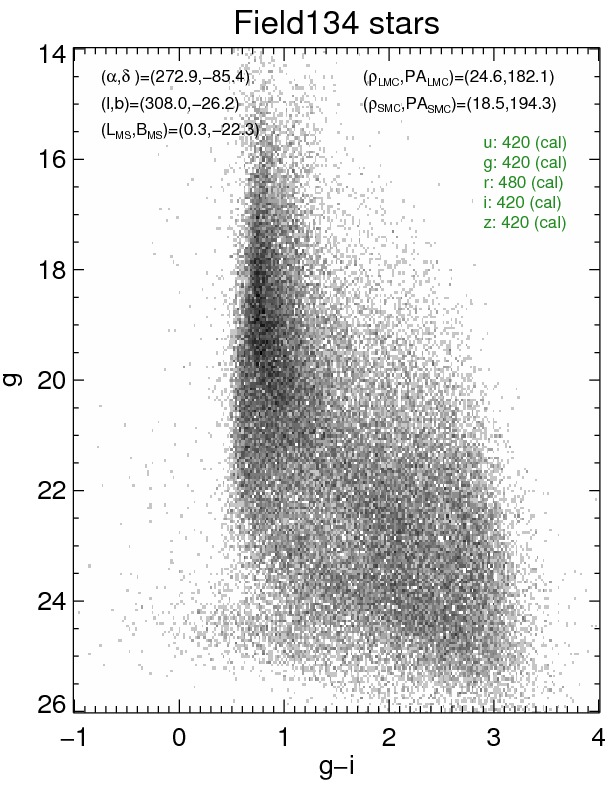 Field134 stars
(α,δ )=(272.9,−85.4)
(l,b)=(308.0,−26.2)
(LMS,BMS)=(0.3,−22.3)
(ρLMC,PALMC)=(24.6,182.1)
(ρSMC,PASMC)=(18.5,194.3)
u: 420 (cal)
g: 420 (cal)
r: 480 (cal)
i: 420 (cal)
z: 420 (cal)
14
16
18
20
22
24
26
g
−1 0 1 2 3 4
g−i